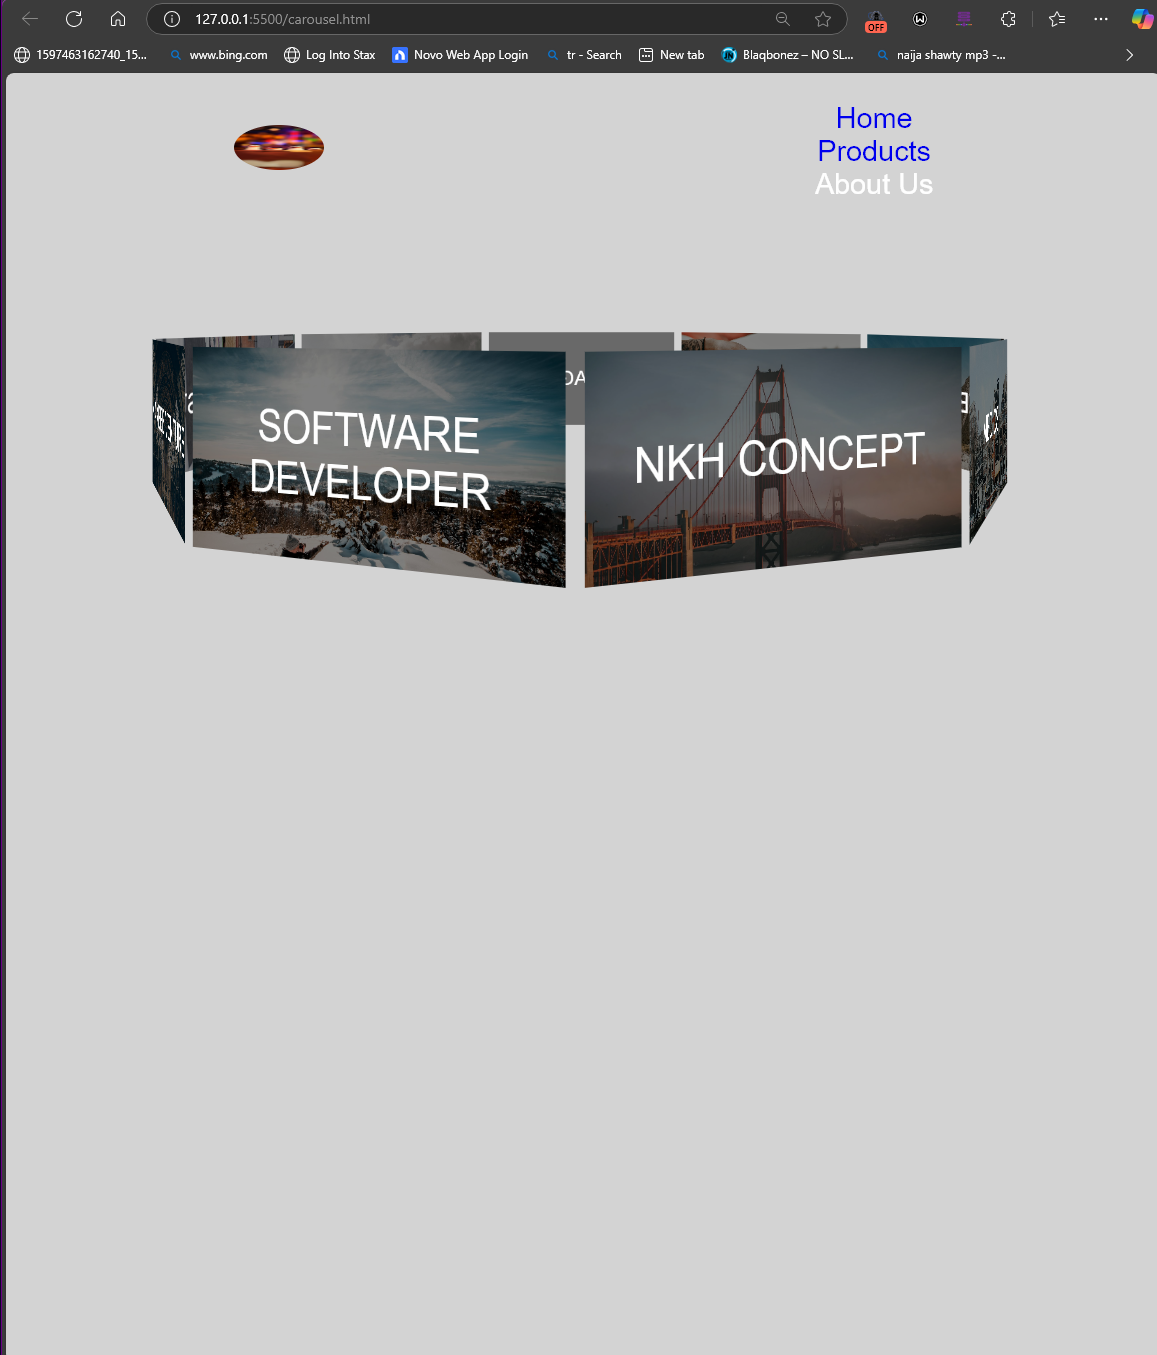 127.0.0.1:5500/carousel.html
OFF
1597463162740_15...
www.bing.com
Log Into Stax
Novo Web App Login
tr - Search
New tab
Blaqbonez – NO SL...
naija shawty mp3 -...
Home
Products
About Us
SOFTWARE
DEVELOPER
NKH CONCEPT